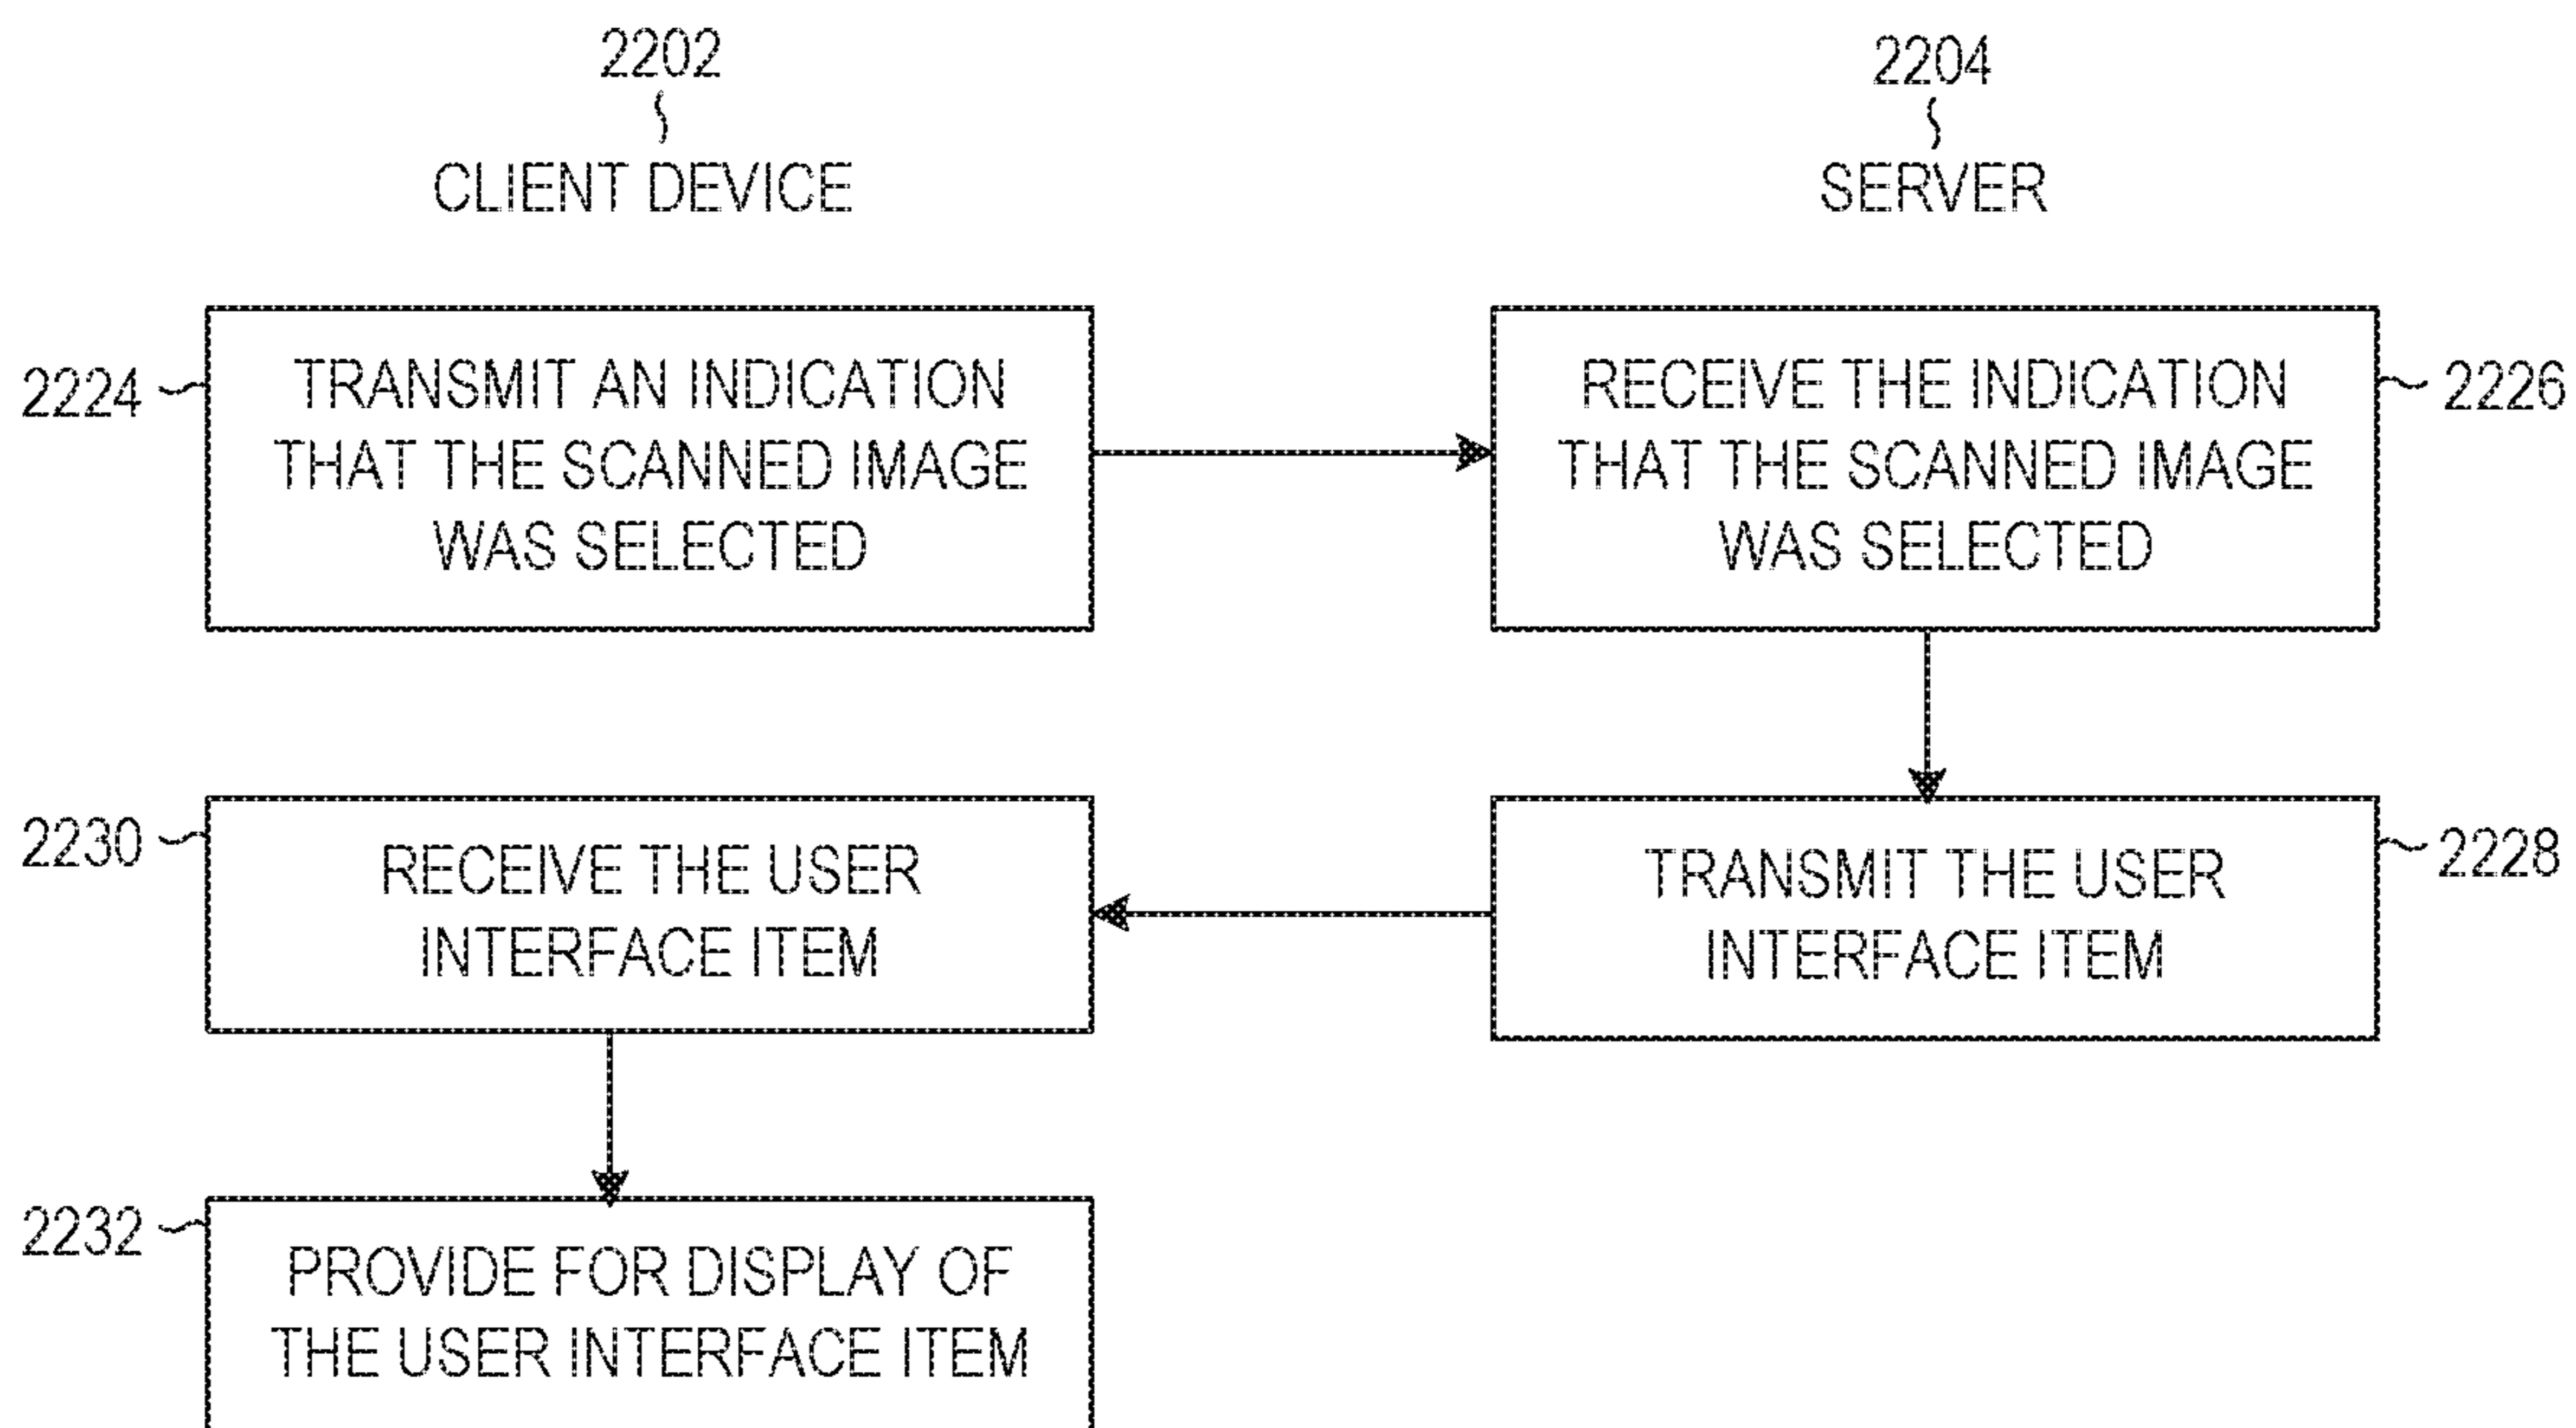 2202
2204
CLIENT DEVICE
SERVER
2224
TRANSMIT AN INDICATION
THAT THE SCANNED IMAGE
WAS SELECTED
RECEIVE THE INDICATION
THAT THE SCANNED IMAGE
WAS SELECTED
2226
2230
RECEIVE THE USER
INTERFACE ITEM
TRANSMIT THE USER
INTERFACE ITEM
2228
2232
PROVIDE FOR DISPLAY OF
THE USER INTERFACE ITEM